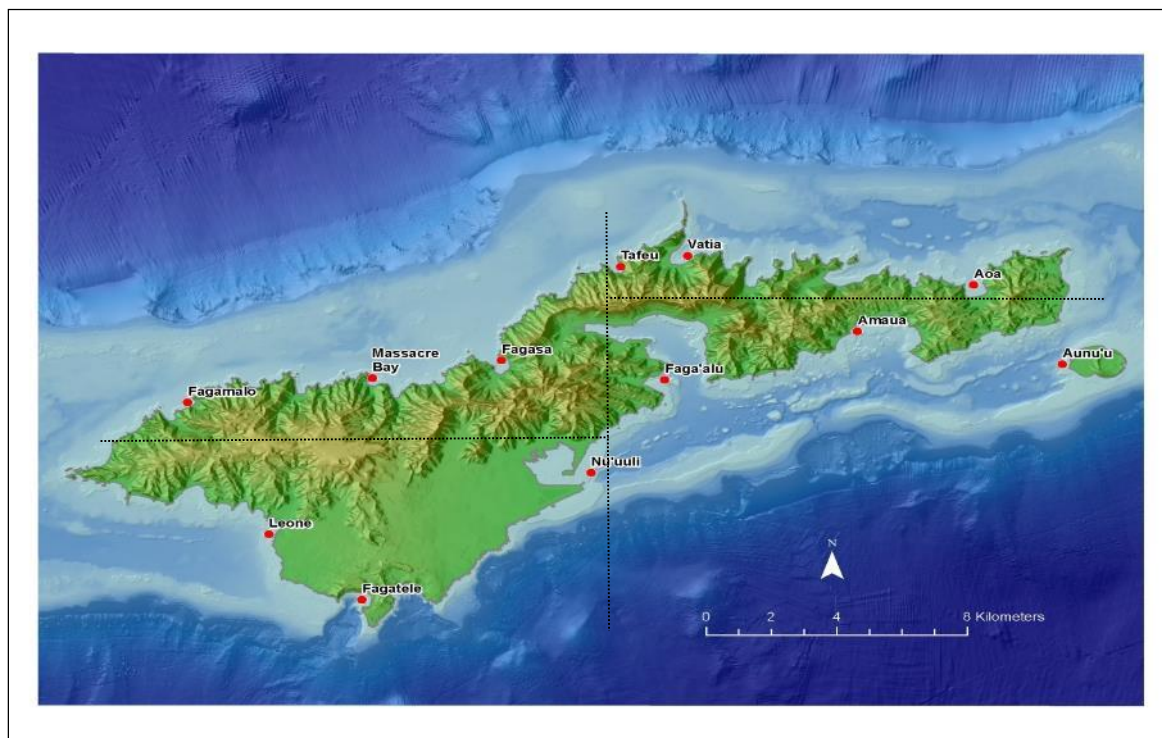 Vatia
Tafeu
Aoa
Amaua
Massacre
Bay
Fagasa
Faga'alu
Aunu'u
Fagamalo
Nu'uuli
Leone
N
Fagatele
0 2 4 8 Kilometers